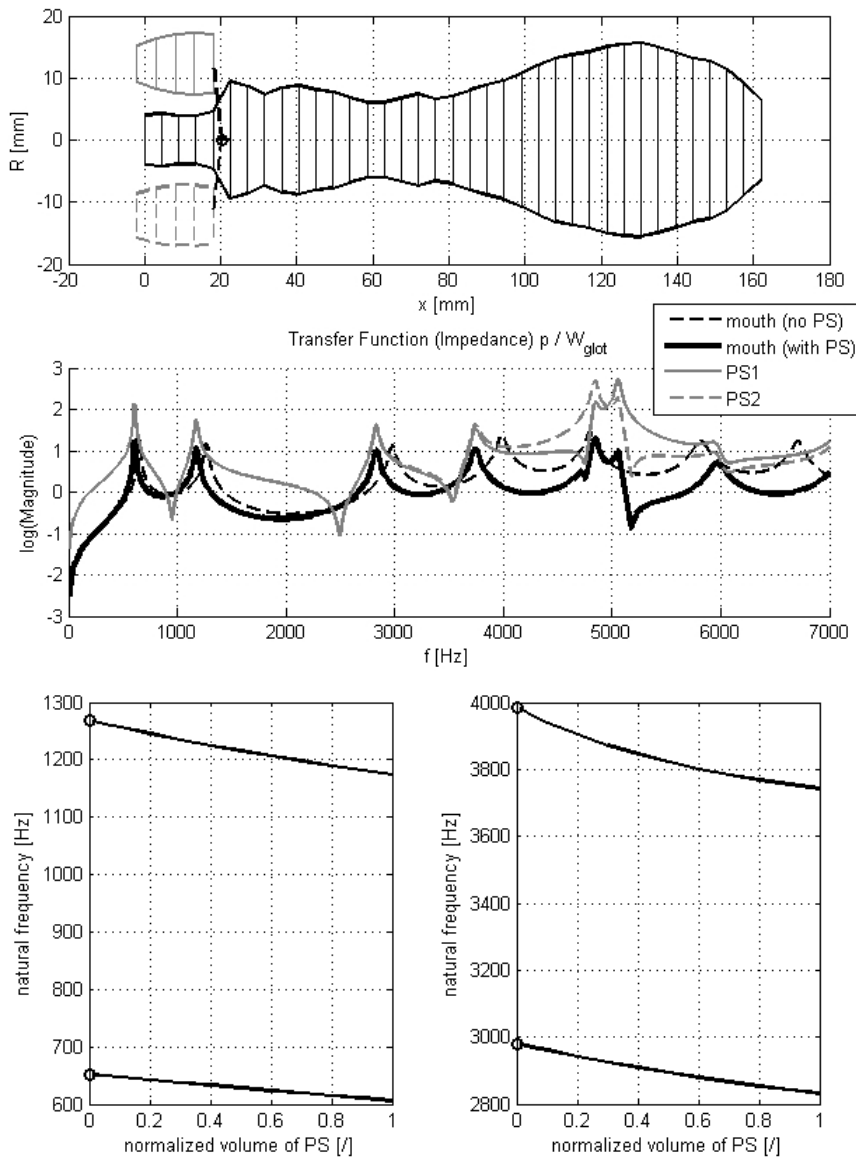 20
10
0
-10
-20
R [mm]
-20 0 20 40 60 80 100 120 140 160 180
x [mm]
mouth (no PS)
mouth (with PS)
PS1
PS2
Transfer Function (Impedance) p / W_glot
3
2
1
0
-1
-2
-3
log(Magnitude)
0 1000 2000 3000 4000 5000 6000 7000
f [Hz]
1300
1200
1100
1000
900
800
700
600
natural frequency [Hz]
0 0.2 0.4 0.6 0.8 1
normalized volume of PS [/]
4000
3800
3600
3400
3200
3000
2800
natural frequency [Hz]
0 0.2 0.4 0.6 0.8 1
normalized volume of PS [/]